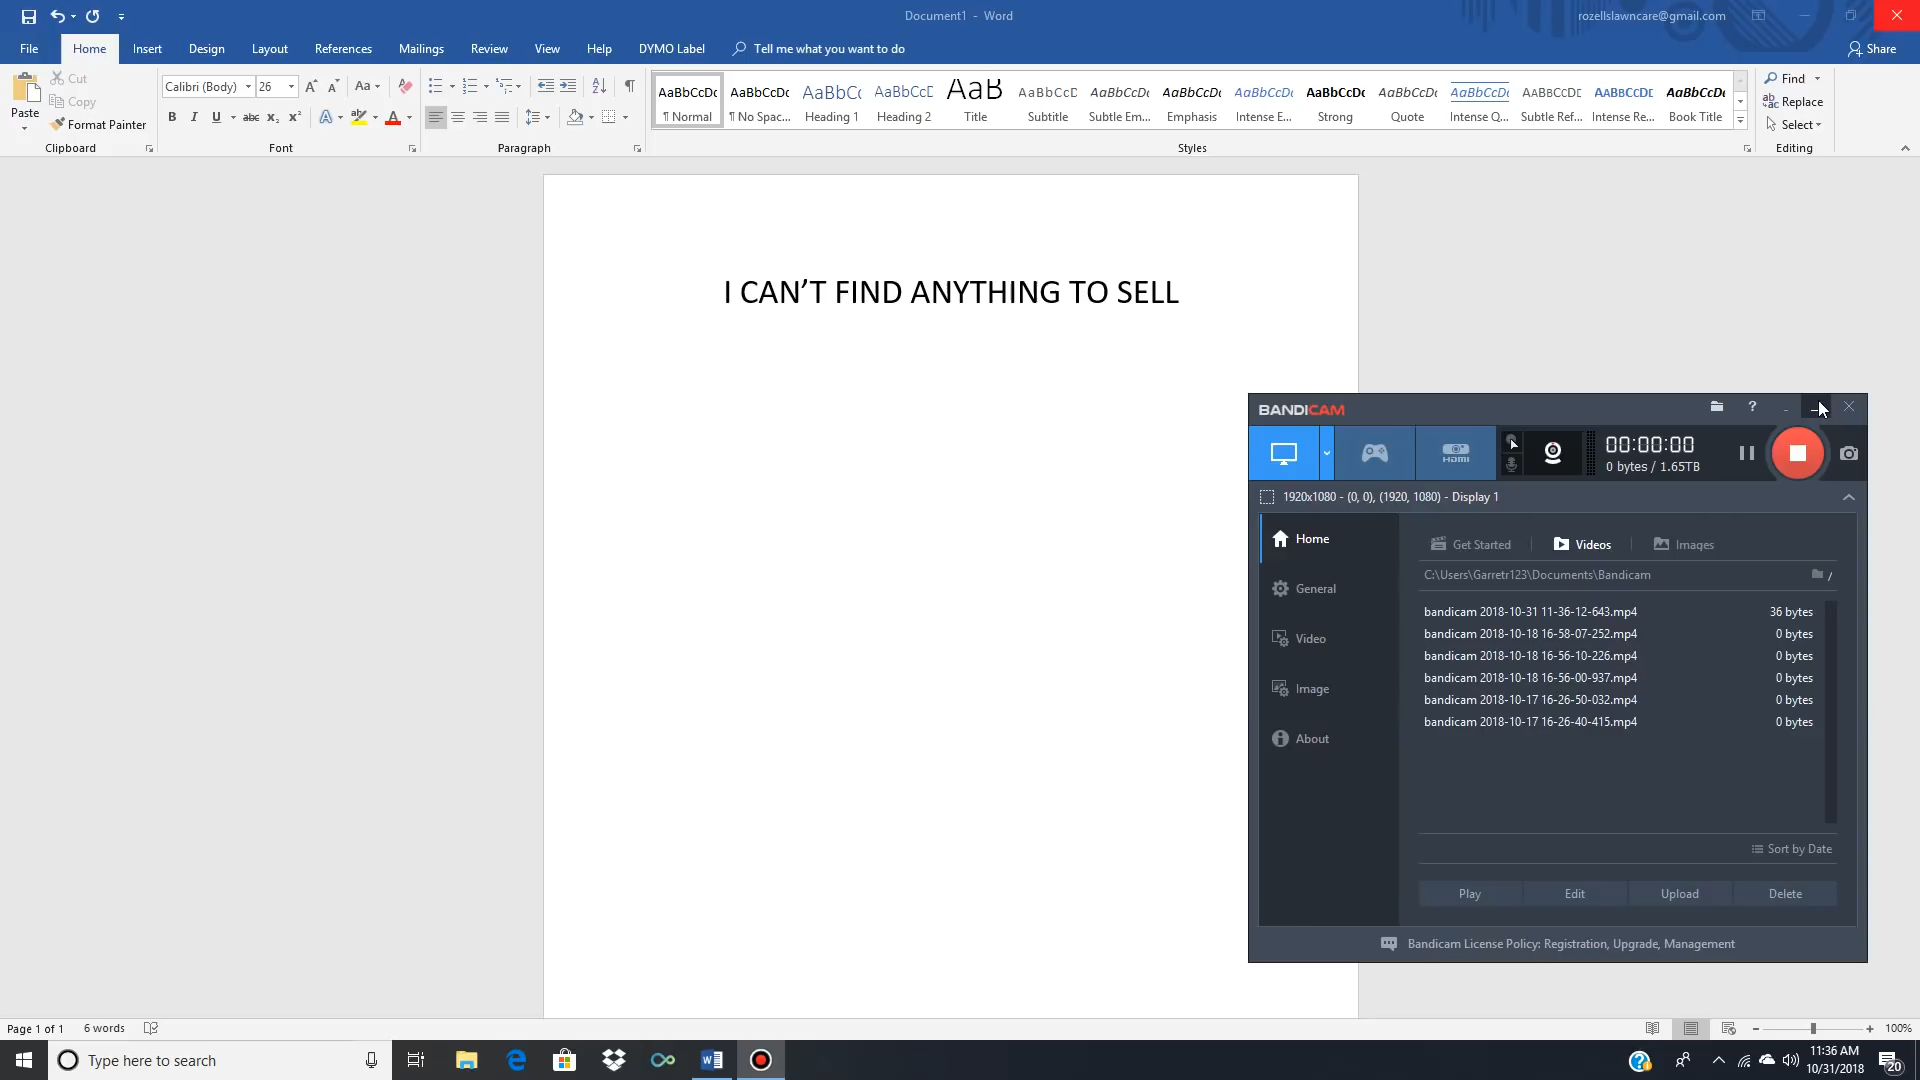 Document1 - Word
rozellslawncare@gmail.com
File Home Insert Design Layout References Mailings Review View Help DYMO Label Tell me what you want to do Share
Paste
Cut
Copy
Format Painter
Clipboard
Calibri (Body) 26
Aa
B I U abc X₂ X²
Font
Paragraph
AaBbCcDc AaBbCcDc AaBbCc AaBbCcD AaB AaBbCcD AaBbCcDc AaBbCcDc AaBbCcDc AaBbCcDc AaBbCcDc AaBbCcDc AABBCCDE AABBCCDE AaBbCcDc
¶ Normal ¶ No Spac... Heading 1 Heading 2 Title Subtitle Subtle Em... Emphasis Intense E... Strong Quote Intense Q... Subtle Ref... Intense Re... Book Title
Styles
Find
Replace
Select
Editing
I CAN’T FIND ANYTHING TO SELL
BANDICAM
HDMI
00:00:00
0 bytes / 1.65TB
1920x1080 - (0, 0), (1920, 1080) - Display 1
Home
General
Video
Image
About
Get Started Videos Images
C:\Users\Garretr123\Documents\Bandicam
bandicam 2018-10-31 11-36-12-643.mp4 36 bytes
bandicam 2018-10-18 16-58-07-252.mp4 0 bytes
bandicam 2018-10-18 16-56-10-226.mp4 0 bytes
bandicam 2018-10-18 16-56-00-937.mp4 0 bytes
bandicam 2018-10-17 16-26-50-032.mp4 0 bytes
bandicam 2018-10-17 16-26-40-415.mp4 0 bytes
Sort by Date
Play Edit Upload Delete
Bandicam License Policy: Registration, Upgrade, Management
Page 1 of 1 6 words
100%
Type here to search
11:36 AM
10/31/2018
20